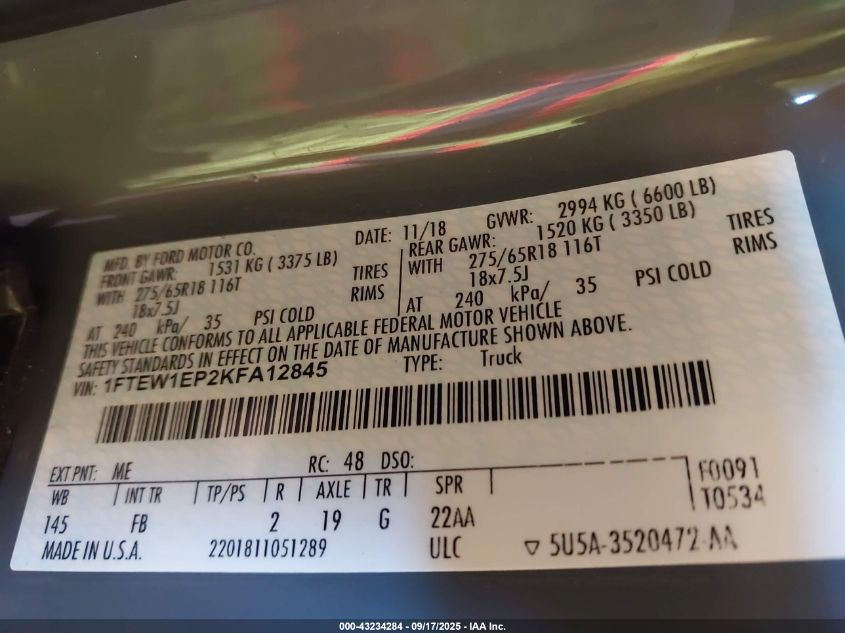 MFD. BY FORD MOTOR CO. DATE: 11/18 GVWR: 2994 KG ( 6600 LB)
FRONT GAWR: 1531 KG ( 3375 LB) REAR GAWR: 1520 KG ( 3350 LB)
WITH 275/65R18 116T TIRES WITH 275/65R18 116T TIRES
18x7.5J RIMS 18x7.5J RIMS
AT 240 kPa/ 35 PSI COLD AT 240 kPa/ 35 PSI COLD
THIS VEHICLE CONFORMS TO ALL APPLICABLE FEDERAL MOTOR VEHICLE
SAFETY STANDARDS IN EFFECT ON THE DATE OF MANUFACTURE SHOWN ABOVE.
VIN: 1FTEW1EP2KFA12845 TYPE: Truck
EXT PNT: ME RC: 48 DSO: F0091
WB INT TR TP/PS R AXLE TR SPR T0534
145 FB 2 19 G 22AA
MADE IN U.S.A. 2201811051289 ULC ▽ 5U5A-3520472-AA
000-43234284 - 09/17/2025 - IAA Inc.